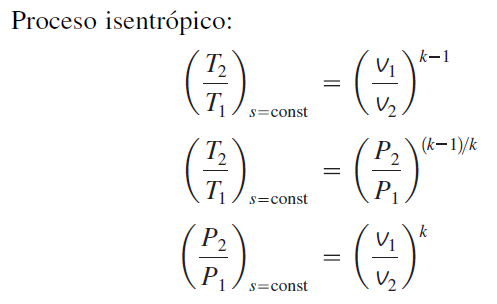 Proceso isentrópico:
(T₂/T₁)ₛ₌const = (v₁/v₂)^(k−1)
(T₂/T₁)ₛ₌const = (P₂/P₁)^((k−1)/k)
(P₂/P₁)ₛ₌const = (v₁/v₂)^k